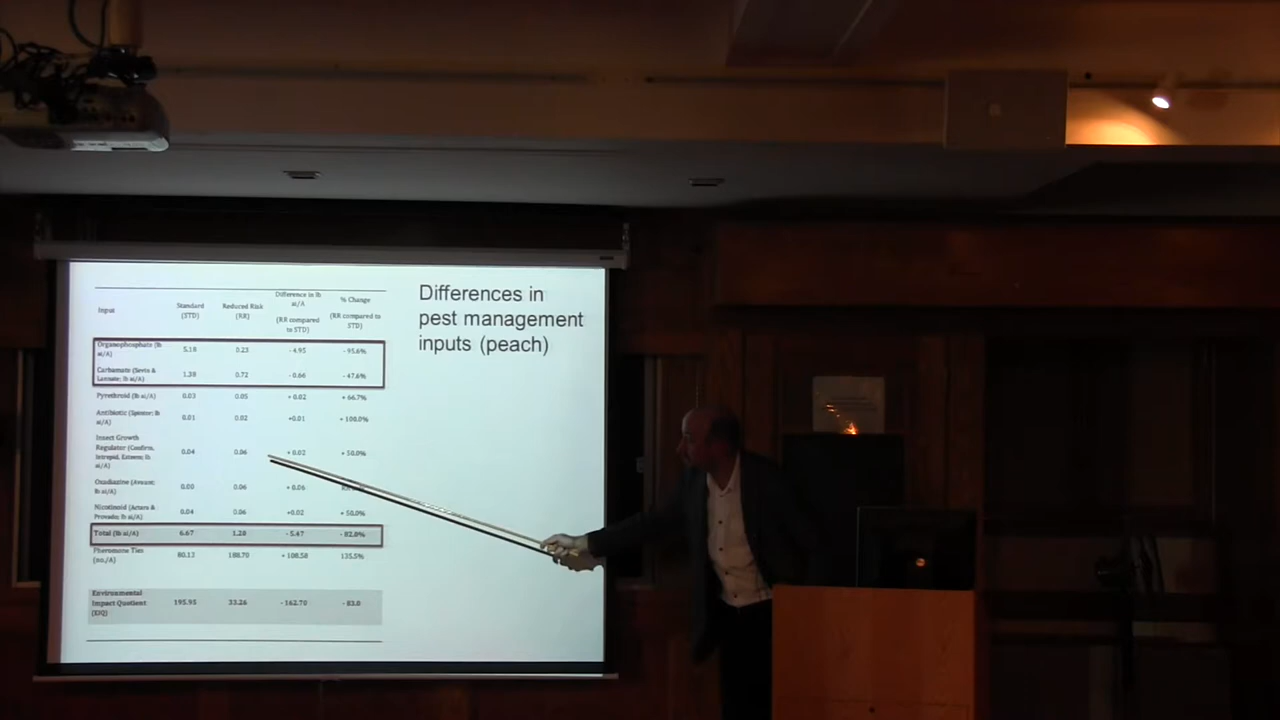 Differences in
pest management
inputs (peach)
Input
Standard
(STD)
Reduced Risk
(RR)
Difference in lb
ai/A
(RR compared
to STD)
% Change
(RR compared to
STD)
Organophosphate (lb
ai/A)
5.18 0.23 - 4.95 - 95.6%
Carbamate (Sevin &
Lannate; lb ai/A)
1.38 0.72 - 0.66 - 47.6%
Pyrethroid (lb ai/A) 0.03 0.05 + 0.02 + 66.7%
Antibiotic (Spintor; lb
ai/A)
0.01 0.02 +0.01 + 100.0%
Insect Growth
Regulator (Confirm,
Intrepid, Esteem; lb
ai/A)
0.04 0.06 + 0.02 + 50.0%
Oxadiazine (Avaunt;
lb ai/A)
0.00 0.06 + 0.06
Nicotinoid (Actara &
Provado; lb ai/A)
0.04 0.06 +0.02 + 50.0%
Total (lb ai/A) 6.67 1.20 - 5.47 - 82.0%
Pheromone Ties
(no./A)
80.12 188.70 + 108.58 135.5%
Environmental
Impact Quotient
(EIQ)
195.95 33.26 - 162.70 - 83.0